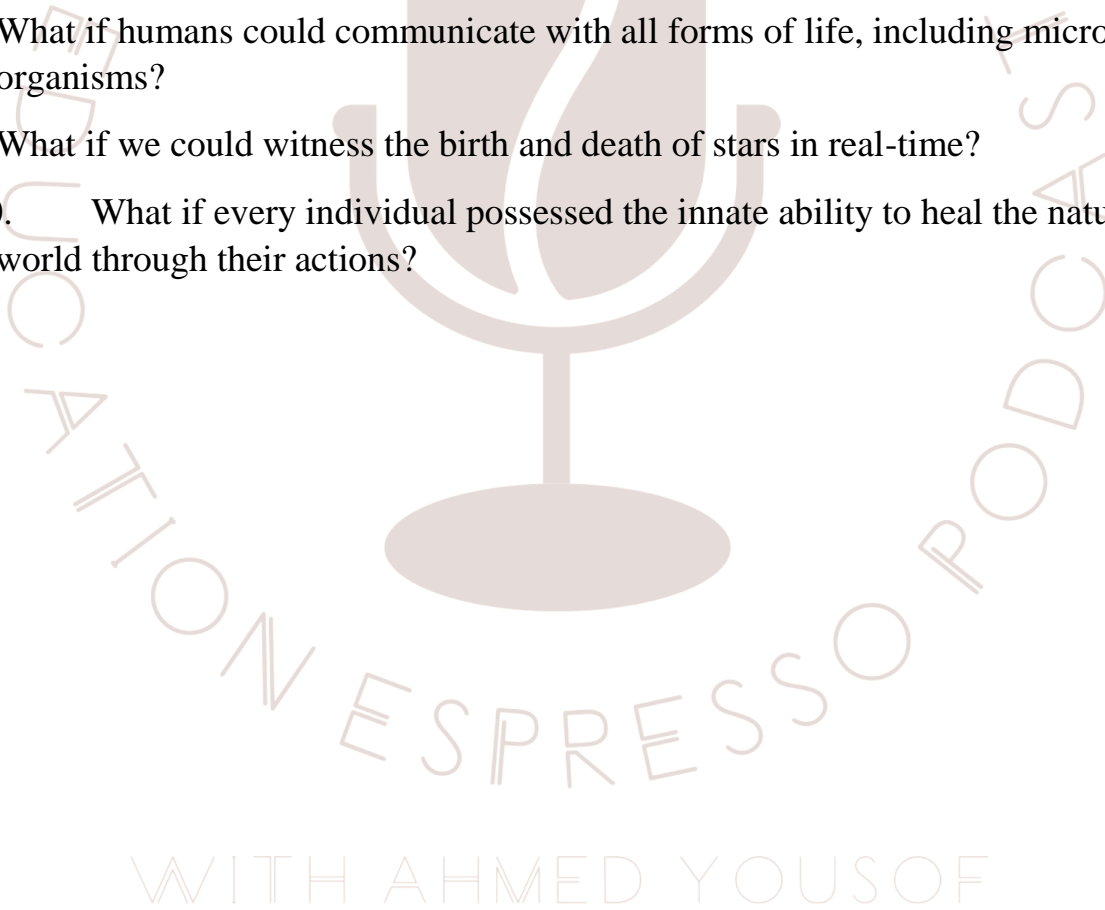 What if humans could communicate with all forms of life, including micro
organisms?
What if we could witness the birth and death of stars in real-time?
. What if every individual possessed the innate ability to heal the natu
world through their actions?
EDUCATION ESPRESSO PODCAST
WITH AHMED YOUSOF